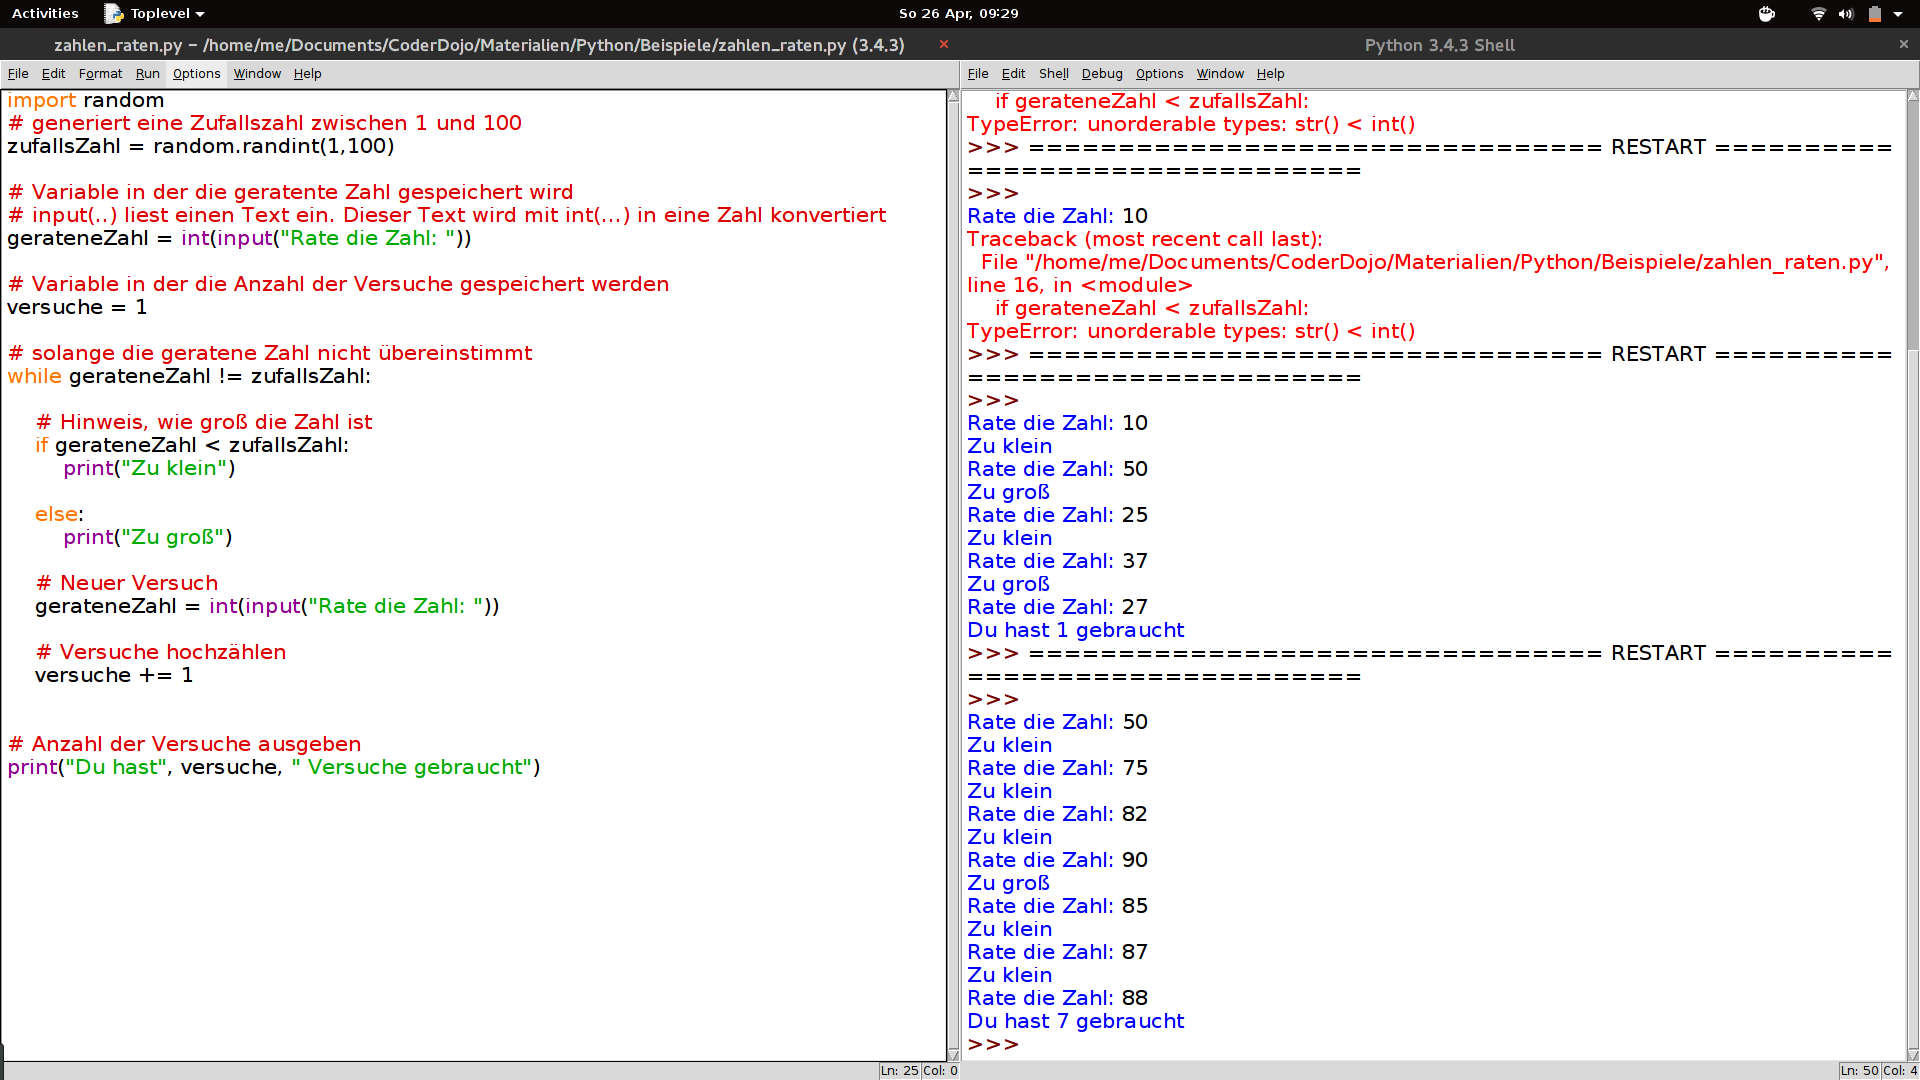 Activities Toplevel So 26 Apr, 09:29
zahlen_raten.py – /home/me/Documents/CoderDojo/Materialien/Python/Beispiele/zahlen_raten.py (3.4.3)
File Edit Format Run Options Window Help
import random
# generiert eine Zufallszahl zwischen 1 und 100
zufallsZahl = random.randint(1,100)
# Variable in der die geratente Zahl gespeichert wird
# input(..) liest einen Text ein. Dieser Text wird mit int(...) in eine Zahl konvertiert
gerateneZahl = int(input("Rate die Zahl: "))
# Variable in der die Anzahl der Versuche gespeichert werden
versuche = 1
# solange die geratene Zahl nicht übereinstimmt
while gerateneZahl != zufallsZahl:
# Hinweis, wie groß die Zahl ist
if gerateneZahl < zufallsZahl:
print("Zu klein")
else:
print("Zu groß")
# Neuer Versuch
gerateneZahl = int(input("Rate die Zahl: "))
# Versuche hochzählen
versuche += 1
# Anzahl der Versuche ausgeben
print("Du hast", versuche, " Versuche gebraucht")
Ln: 25 Col: 0
Python 3.4.3 Shell
File Edit Shell Debug Options Window Help
if gerateneZahl < zufallsZahl:
TypeError: unorderable types: str() < int()
>>> ================================ RESTART ==========
======================
>>>
Rate die Zahl: 10
Traceback (most recent call last):
File "/home/me/Documents/CoderDojo/Materialien/Python/Beispiele/zahlen_raten.py",
line 16, in <module>
if gerateneZahl < zufallsZahl:
TypeError: unorderable types: str() < int()
>>> ================================ RESTART ==========
======================
>>>
Rate die Zahl: 10
Zu klein
Rate die Zahl: 50
Zu groß
Rate die Zahl: 25
Zu klein
Rate die Zahl: 37
Zu groß
Rate die Zahl: 27
Du hast 1 gebraucht
>>> ================================ RESTART ==========
======================
>>>
Rate die Zahl: 50
Zu klein
Rate die Zahl: 75
Zu klein
Rate die Zahl: 82
Zu klein
Rate die Zahl: 90
Zu groß
Rate die Zahl: 85
Zu klein
Rate die Zahl: 87
Zu klein
Rate die Zahl: 88
Du hast 7 gebraucht
>>>
Ln: 50 Col: 4